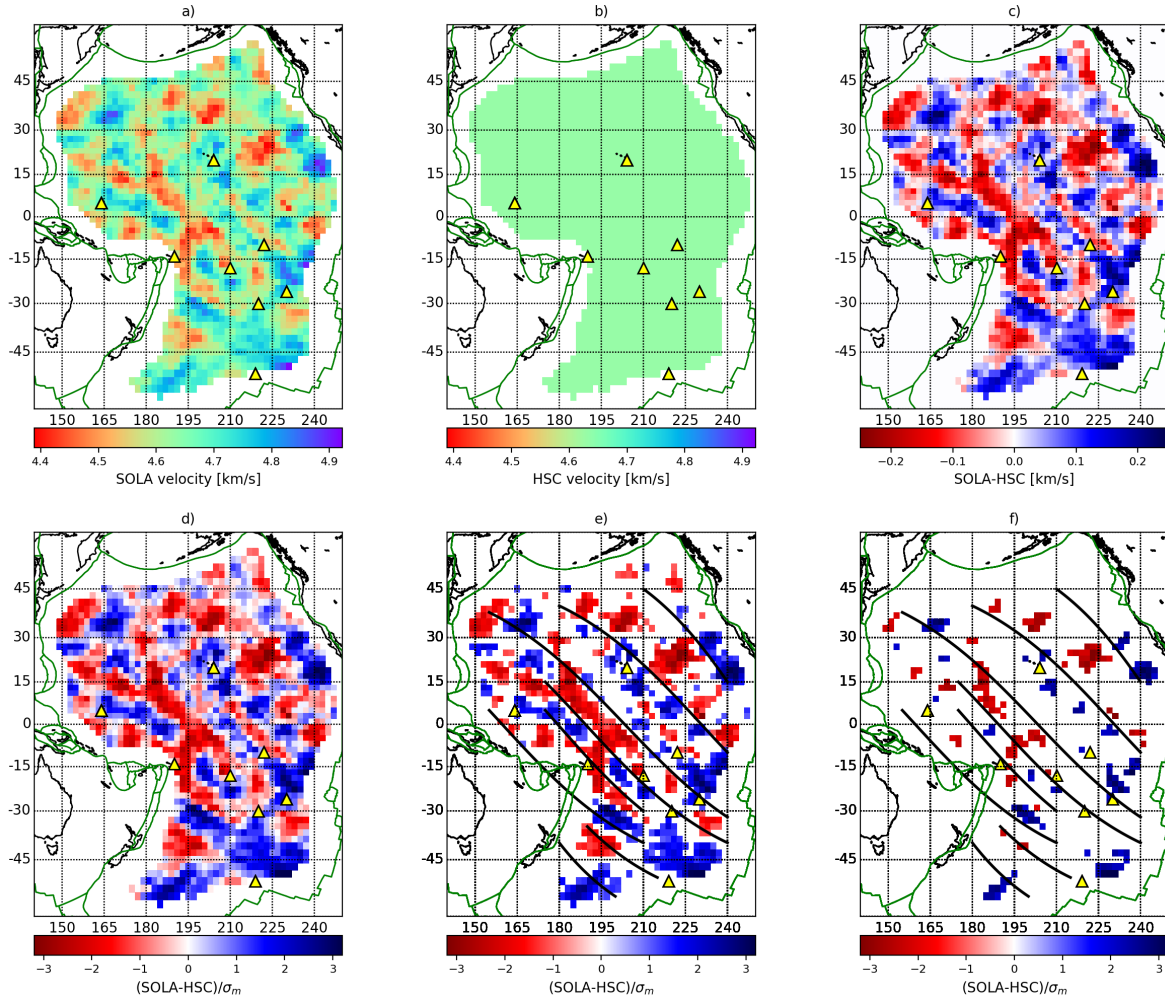 a) b) c)
45 45 45
30 30 30
15 15 15
0 0 0
-15 -15 -15
-30 -30 -30
-45 -45 -45
150 165 180 195 210 225 240 150 165 180 195 210 225 240 150 165 180 195 210 225 240
4.4 4.5 4.6 4.7 4.8 4.9 4.4 4.5 4.6 4.7 4.8 4.9 −0.2 −0.1 0.0 0.1 0.2
SOLA velocity [km/s] HSC velocity [km/s] SOLA-HSC [km/s]
d) e) f)
45 45 45
30 30 30
15 15 15
0 0 0
-15 -15 -15
-30 -30 -30
-45 -45 -45
150 165 180 195 210 225 240 150 165 180 195 210 225 240 150 165 180 195 210 225 240
−3 −2 −1 0 1 2 3 −3 −2 −1 0 1 2 3 −3 −2 −1 0 1 2 3
(SOLA-HSC)/σm (SOLA-HSC)/σm (SOLA-HSC)/σm